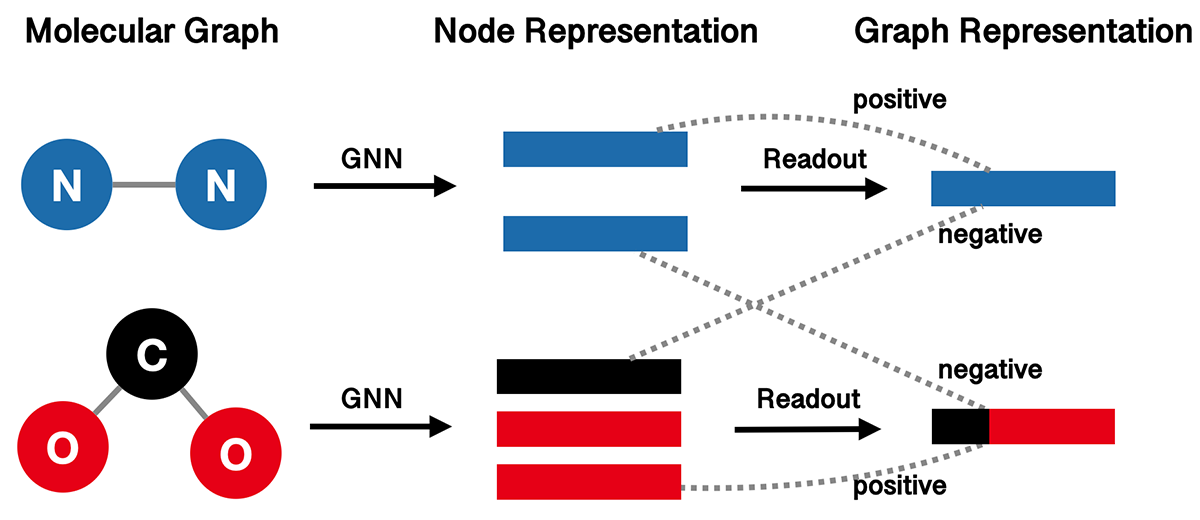 Molecular Graph
Node Representation
Graph Representation
positive
N
N
GNN
Readout
negative
C
O
O
GNN
Readout
negative
positive